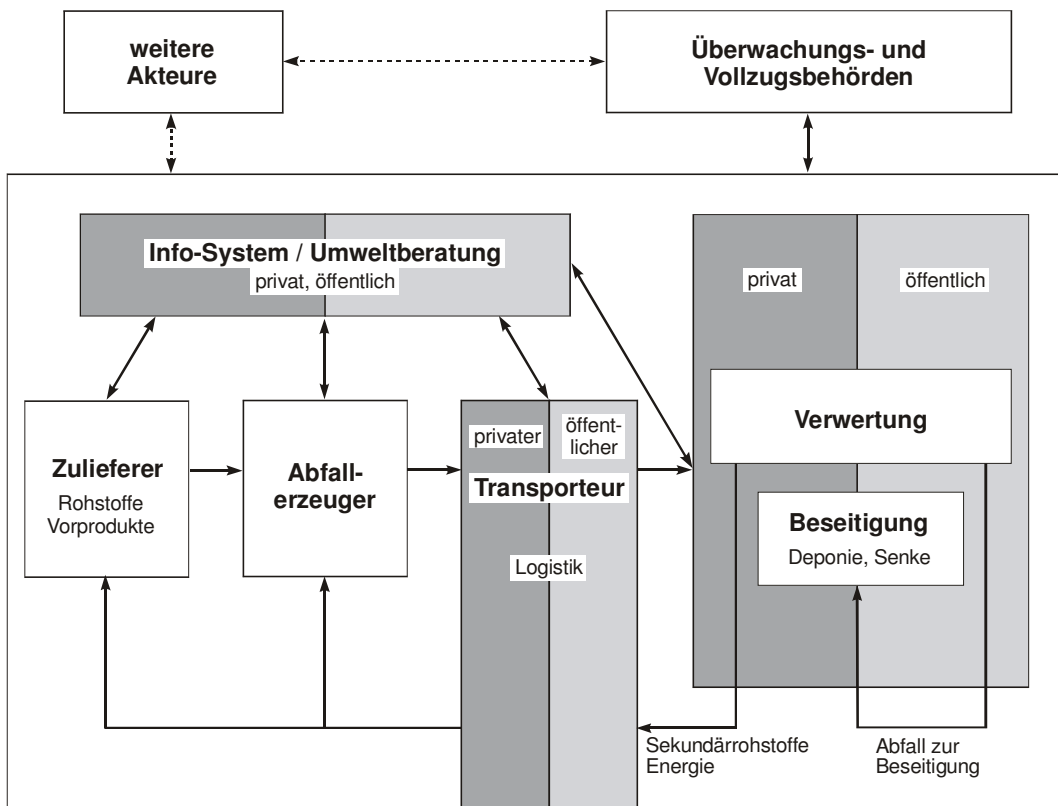 weitere
Akteure
Überwachungs- und
Vollzugsbehörden
Info-System / Umweltberatung
privat, öffentlich
privat
öffentlich
Zulieferer
Rohstoffe
Vorprodukte
Abfall-
erzeuger
privater
öffent-
licher
Transporteur
Logistik
Verwertung
Beseitigung
Deponie, Senke
Sekundärrohstoffe
Energie
Abfall zur
Beseitigung